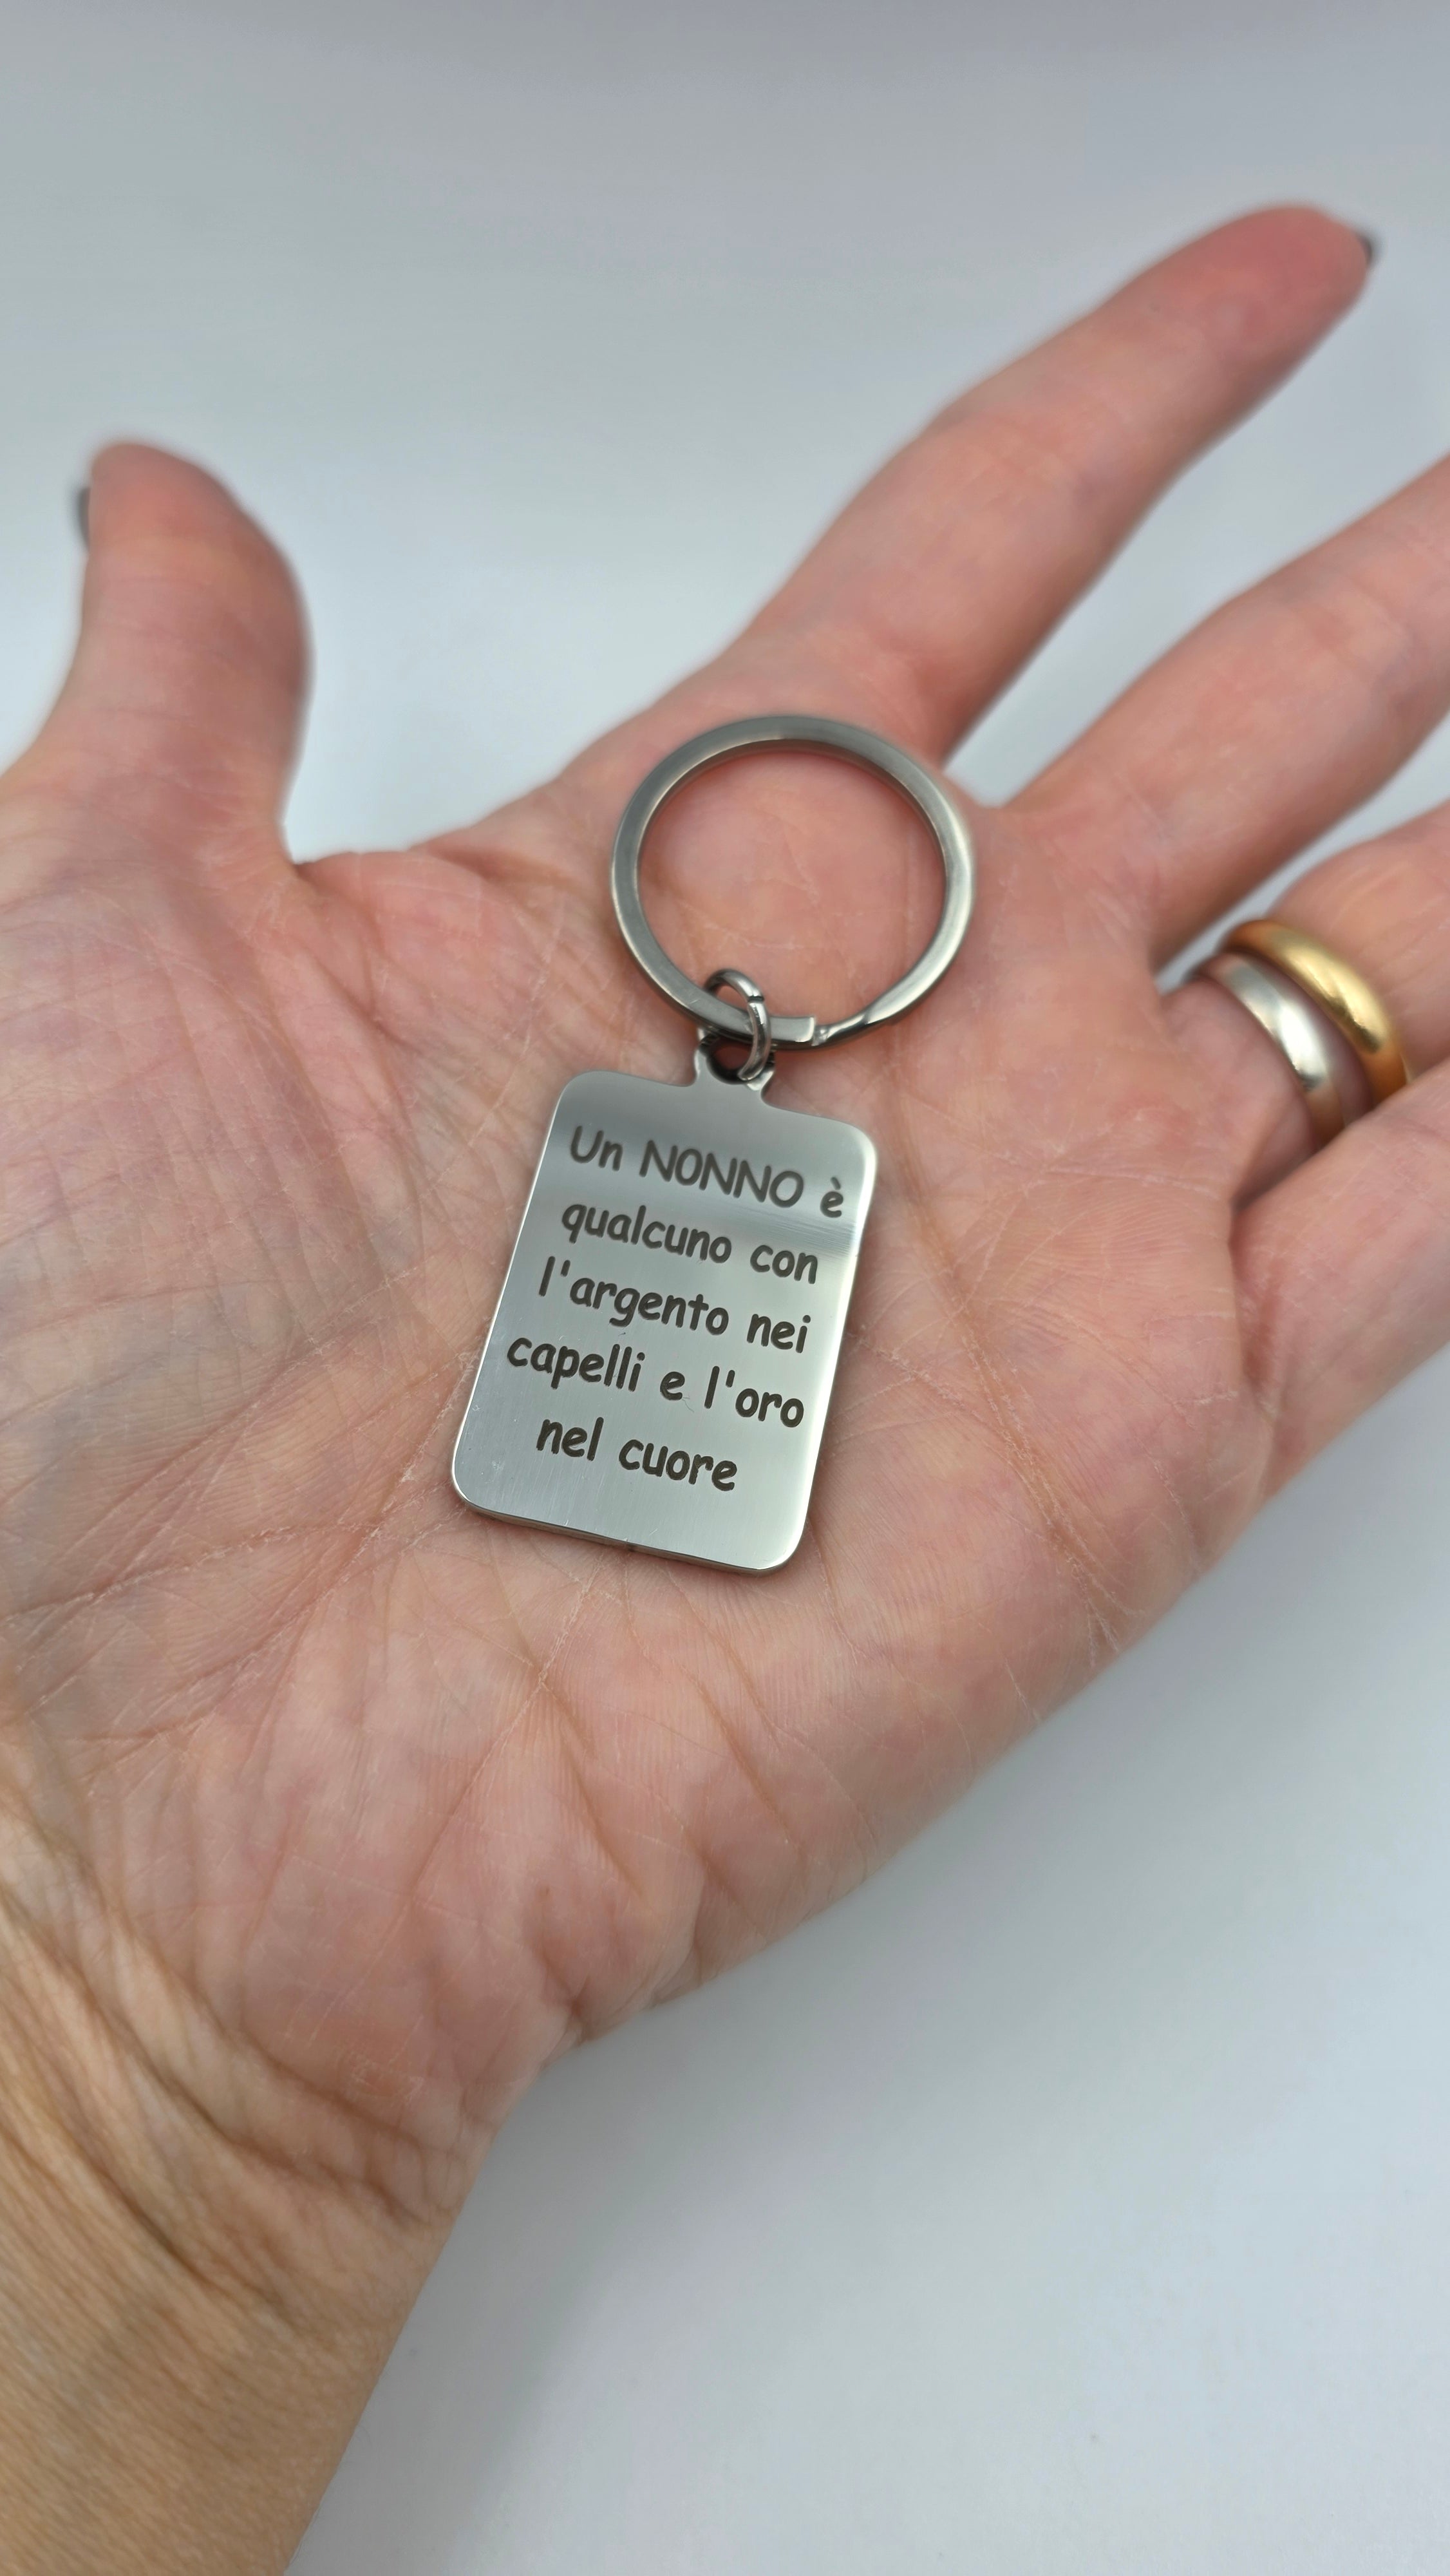 Un NONNO è
qualcuno con
l'argento nei
capelli e l'oro
nel cuore